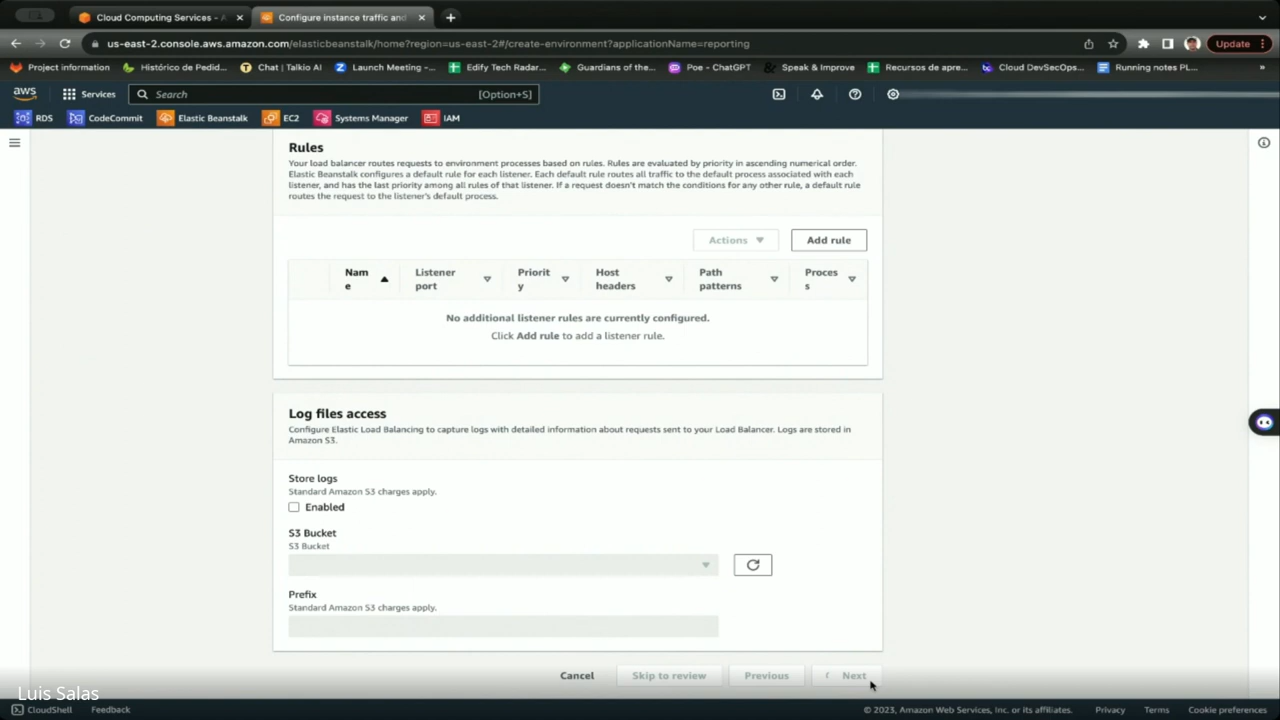 Cloud Computing Services - A
Configure instance traffic and
us-east-2.console.aws.amazon.com/elasticbeanstalk/home?region=us-east-2#/create-environment?applicationName=reporting
Update
Project information
Histórico de Pedid...
Chat | Talkio AI
Launch Meeting -...
Edify Tech Radar...
Guardians of the...
Poe - ChatGPT
Speak & Improve
Recursos de apre...
Cloud DevSecOps...
Running notes PL...
»
aws
Services
Search
[Option+S]
RDS
CodeCommit
Elastic Beanstalk
EC2
Systems Manager
IAM
Rules
Your load balancer routes requests to environment processes based on rules. Rules are evaluated by priority in ascending numerical order.
Elastic Beanstalk configures a default rule for each listener. Each default rule routes all traffic to the default process associated with each
listener, and has the last priority among all rules of that listener. If a request doesn't match the conditions for any other rule, a default rule
routes the request to the listener's default process.
Actions
Add rule
Nam
e
Listener
port
Priorit
y
Host
headers
Path
patterns
Proces
s
No additional listener rules are currently configured.
Click Add rule to add a listener rule.
Log files access
Configure Elastic Load Balancing to capture logs with detailed information about requests sent to your Load Balancer. Logs are stored in
Amazon S3.
Store logs
Standard Amazon S3 charges apply.
Enabled
S3 Bucket
S3 Bucket
Prefix
Standard Amazon S3 charges apply.
Cancel
Skip to review
Previous
Next
Luis Salas
CloudShell
Feedback
© 2023, Amazon Web Services, Inc. or its affiliates.
Privacy
Terms
Cookie preferences